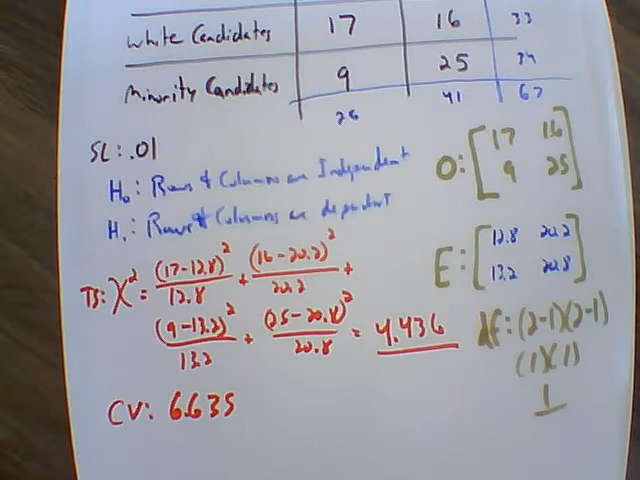 White Candidates 17 16 33
Minority Candidates 9 25 34
26 41 67
SL: .01
H₀: Rows & Columns are Independent
H₁: Rows & Columns are dependent
O: [17 16
9 25]
E: [12.8 20.2
13.2 20.8]
TS: χ² = (17-12.8)²/12.8 + (16-20.2)²/20.2 +
(9-13.2)²/13.2 + (25-20.8)²/20.8 = 4.436
df: (2-1)(2-1)
(1)(1)
1
CV: 6.635